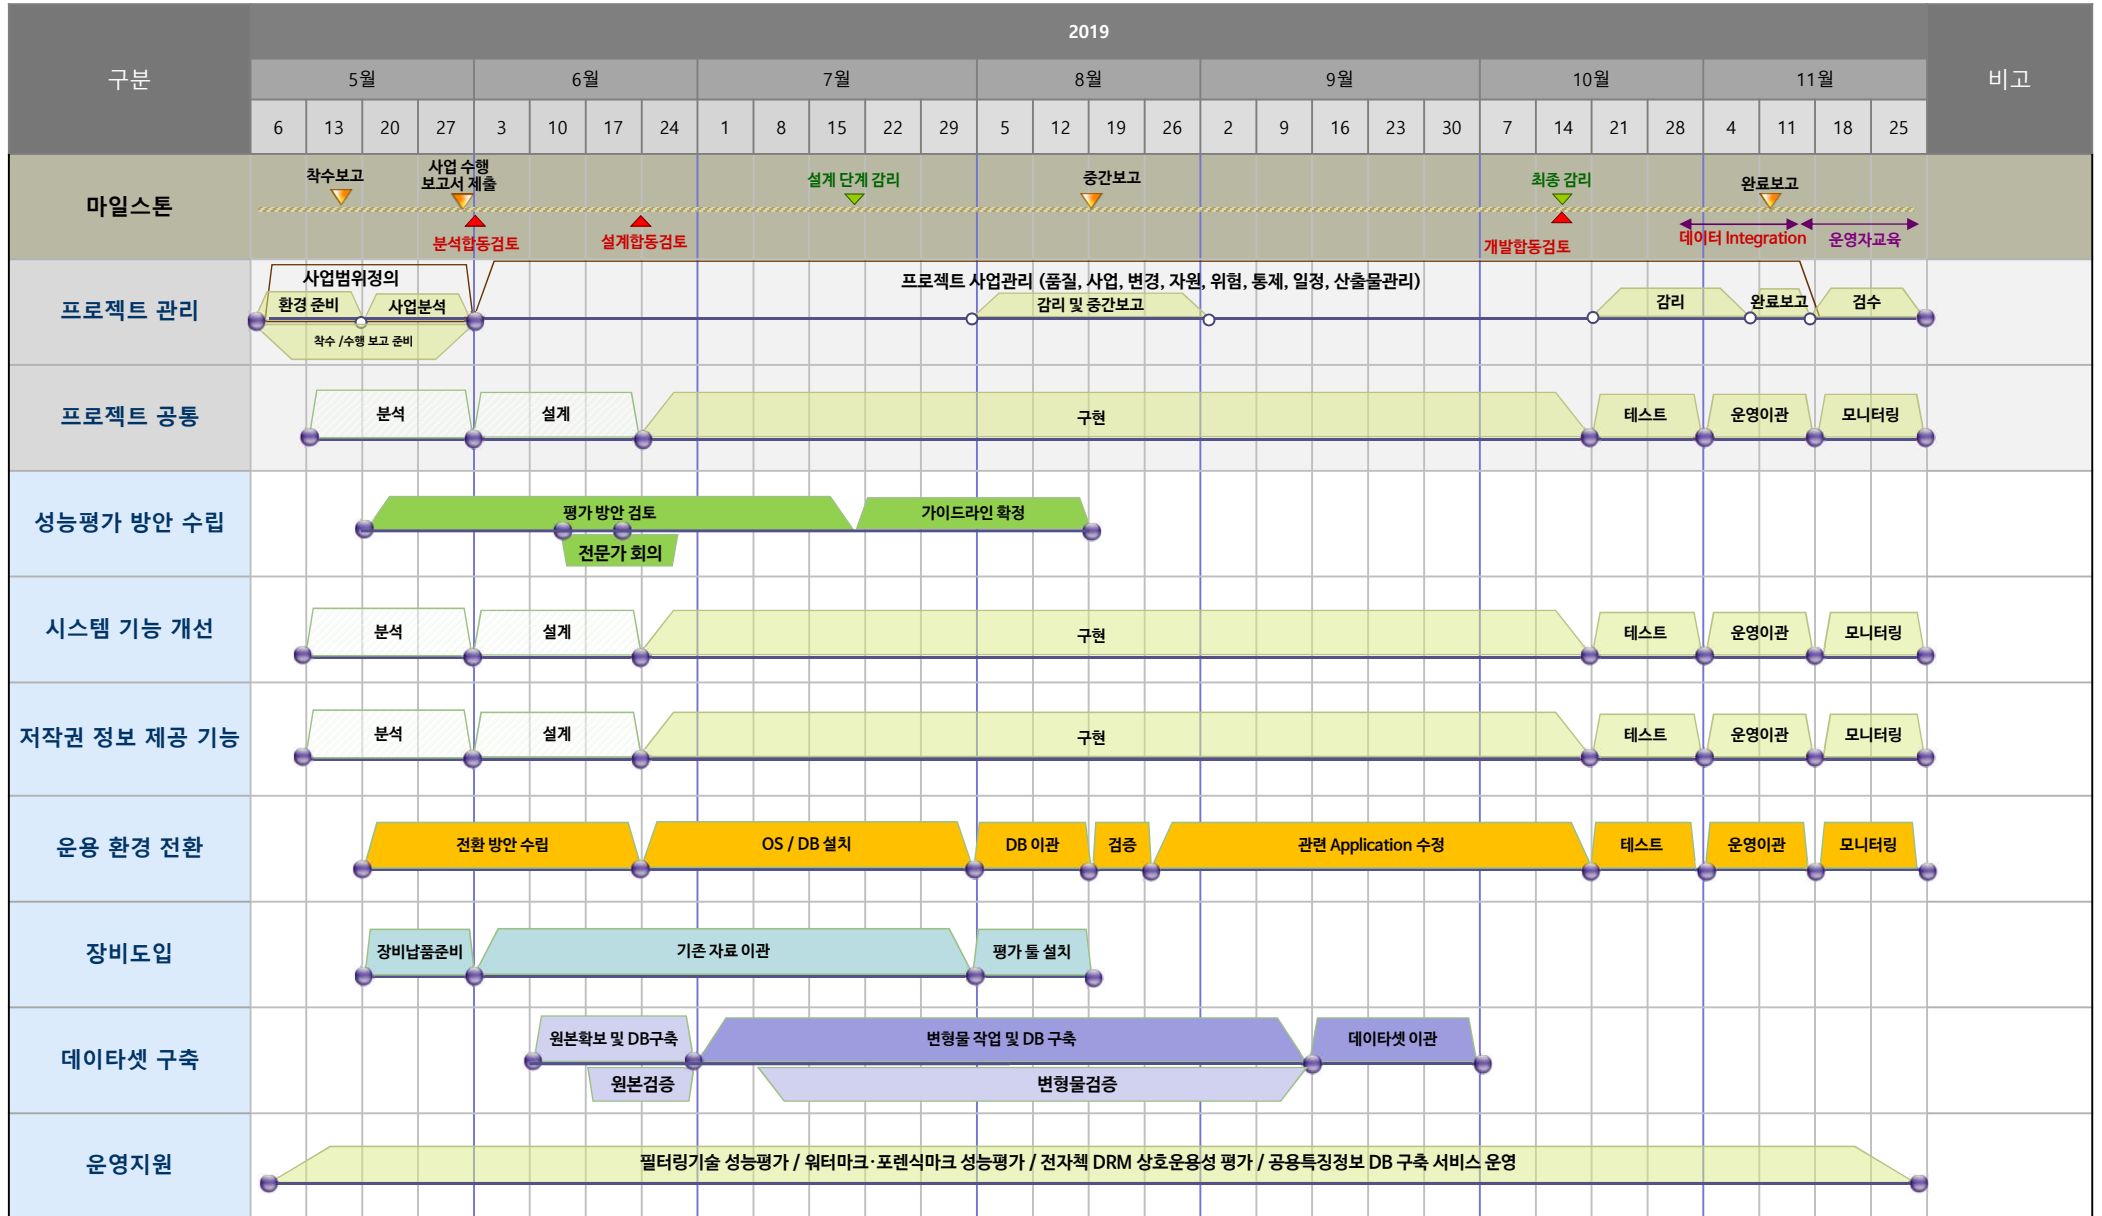 구분
2019
비고
5월 6월 7월 8월 9월 10월 11월
6 13 20 27 3 10 17 24 1 8 15 22 29 5 12 19 26 2 9 16 23 30 7 14 21 28 4 11 18 25
마일스톤
착수보고
사업 수행
보고서 제출
설계 단계 감리
중간보고
최종 감리
완료보고
분석합동검토
설계합동검토
개발합동검토
데이터 Integration
운영자교육
프로젝트 관리
사업범위정의
프로젝트 사업관리 (품질, 사업, 변경, 자원, 위험, 통제, 일정, 산출물관리)
환경 준비
사업분석
감리 및 중간보고
감리
완료보고
검수
착수 /수행 보고 준비
프로젝트 공통
분석
설계
구현
테스트
운영이관
모니터링
성능평가 방안 수립
평가 방안 검토
가이드라인 확정
전문가 회의
시스템 기능 개선
분석
설계
구현
테스트
운영이관
모니터링
저작권 정보 제공 기능
분석
설계
구현
테스트
운영이관
모니터링
운용 환경 전환
전환 방안 수립
OS / DB 설치
DB 이관
검증
관련 Application 수정
테스트
운영이관
모니터링
장비도입
장비납품준비
기존 자료 이관
평가 툴 설치
데이타셋 구축
원본확보 및 DB구축
변형물 작업 및 DB 구축
데이타셋 이관
원본검증
변형물검증
운영지원
필터링기술 성능평가 / 워터마크·포렌식마크 성능평가 / 전자책 DRM 상호운용성 평가 / 공용특징정보 DB 구축 서비스 운영